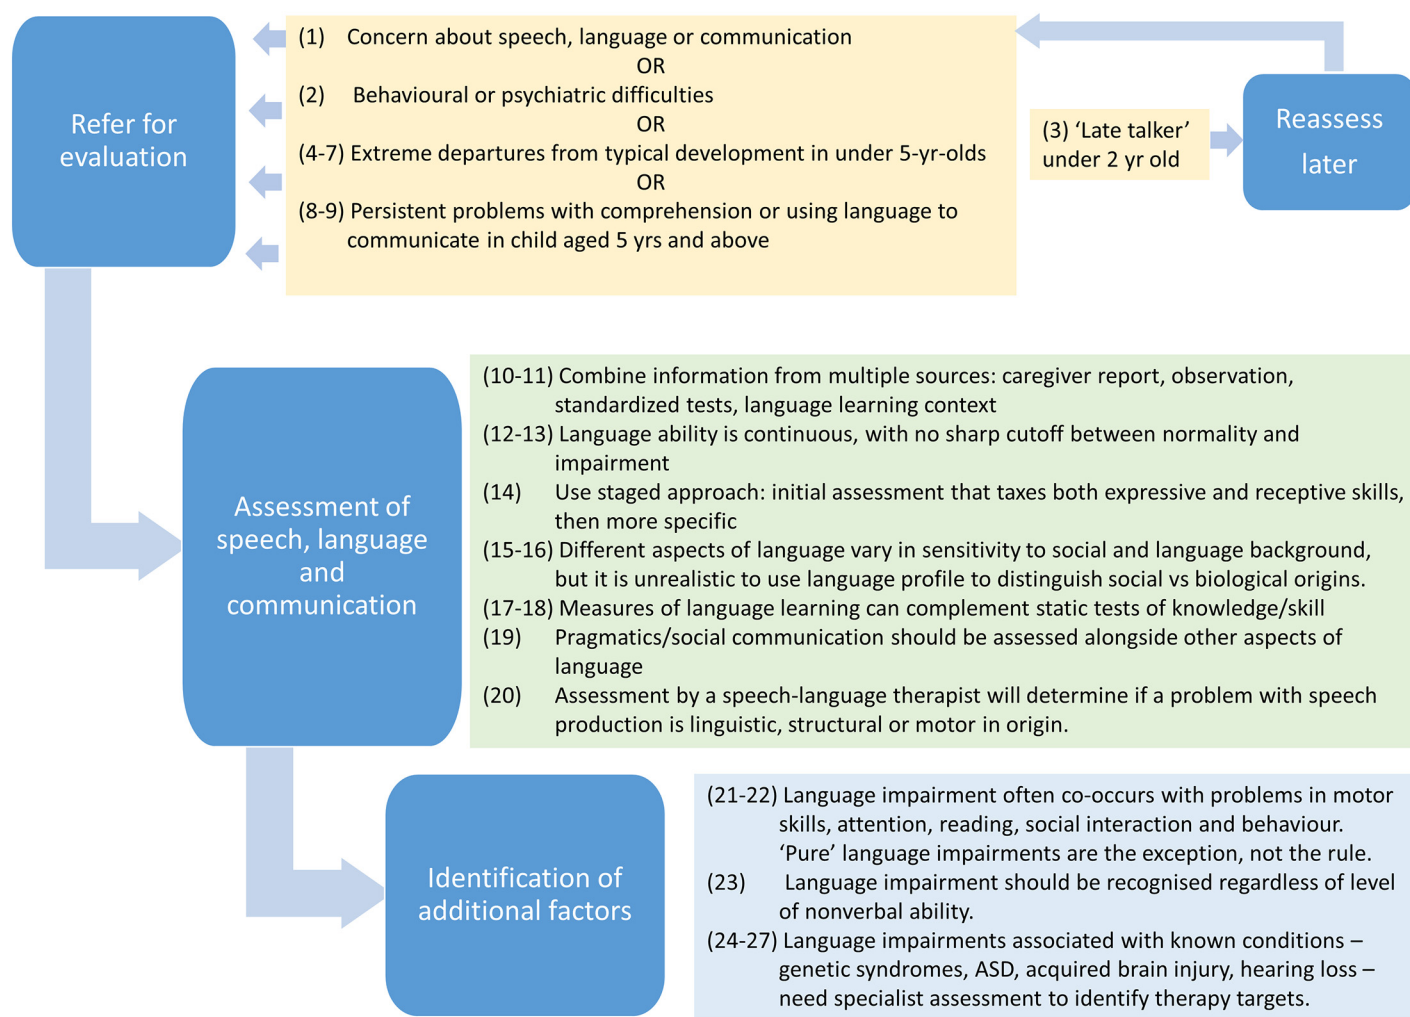 Refer for
evaluation
(1) Concern about speech, language or communication
OR
(2) Behavioural or psychiatric difficulties
OR
(4-7) Extreme departures from typical development in under 5-yr-olds
OR
(8-9) Persistent problems with comprehension or using language to
communicate in child aged 5 yrs and above
(3) ‘Late talker’
under 2 yr old
Reassess
later
Assessment of
speech, language
and
communication
(10-11) Combine information from multiple sources: caregiver report, observation,
standardized tests, language learning context
(12-13) Language ability is continuous, with no sharp cutoff between normality and
impairment
(14) Use staged approach: initial assessment that taxes both expressive and receptive skills,
then more specific
(15-16) Different aspects of language vary in sensitivity to social and language background,
but it is unrealistic to use language profile to distinguish social vs biological origins.
(17-18) Measures of language learning can complement static tests of knowledge/skill
(19) Pragmatics/social communication should be assessed alongside other aspects of
language
(20) Assessment by a speech-language therapist will determine if a problem with speech
production is linguistic, structural or motor in origin.
Identification of
additional factors
(21-22) Language impairment often co-occurs with problems in motor
skills, attention, reading, social interaction and behaviour.
‘Pure’ language impairments are the exception, not the rule.
(23) Language impairment should be recognised regardless of level
of nonverbal ability.
(24-27) Language impairments associated with known conditions –
genetic syndromes, ASD, acquired brain injury, hearing loss –
need specialist assessment to identify therapy targets.